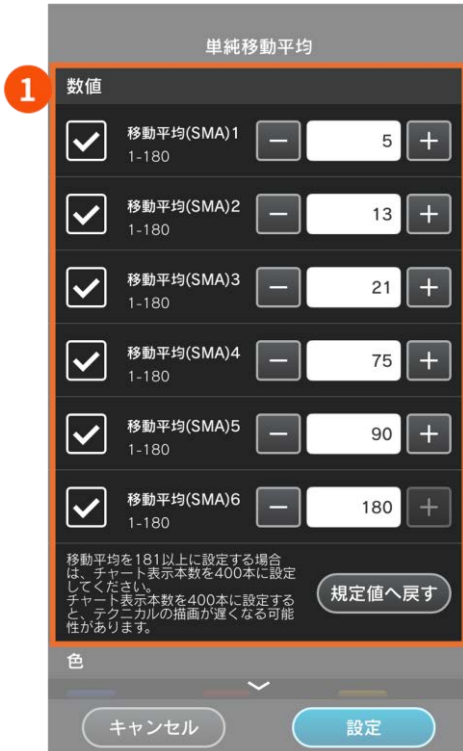 単純移動平均
1
数値
移動平均(SMA)1
1-180
5
移動平均(SMA)2
1-180
13
移動平均(SMA)3
1-180
21
移動平均(SMA)4
1-180
75
移動平均(SMA)5
1-180
90
移動平均(SMA)6
1-180
180
移動平均を181以上に設定する場合
は、チャート表示本数を400本に設定
してください。
チャート表示本数を400本に設定する
と、テクニカルの描画が遅くなる可能
性があります。
規定値へ戻す
色
キャンセル
設定